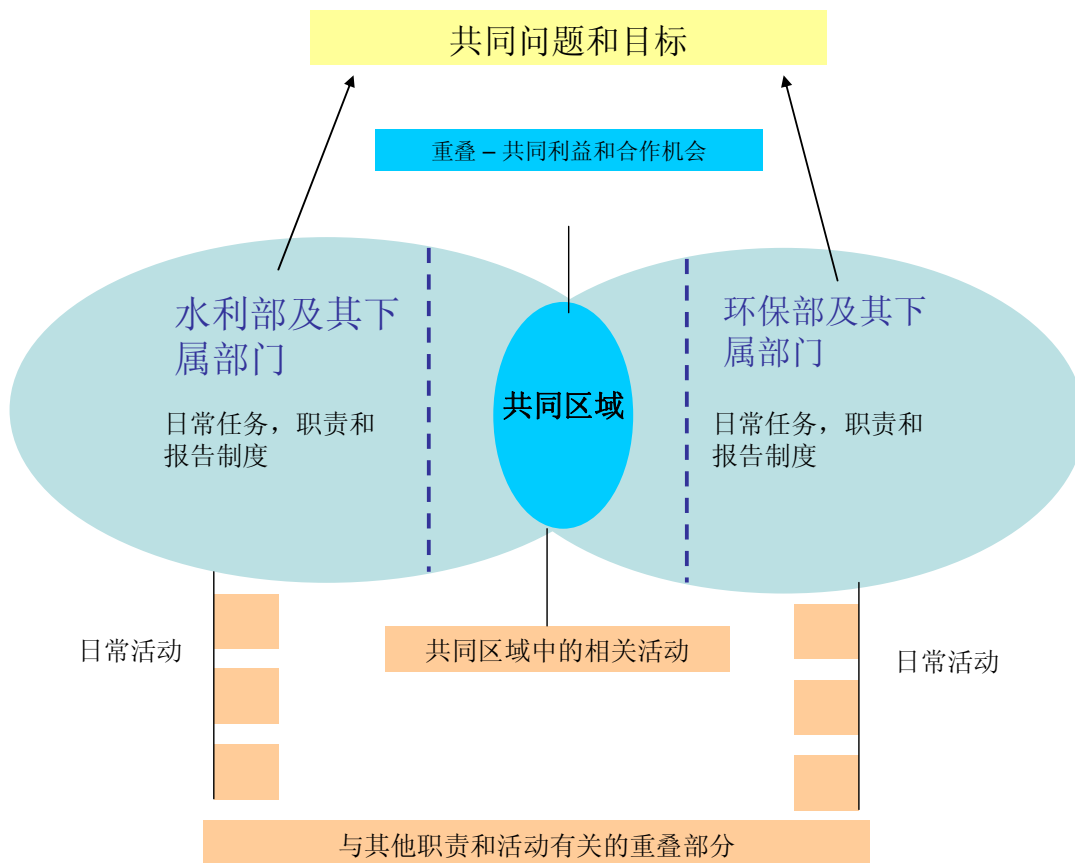 共同问题和目标
重叠 – 共同利益和合作机会
水利部及其下
属部门
日常任务，职责和
报告制度
共同区域
环保部及其下
属部门
日常任务，职责和
报告制度
日常活动
共同区域中的相关活动
日常活动
与其他职责和活动有关的重叠部分